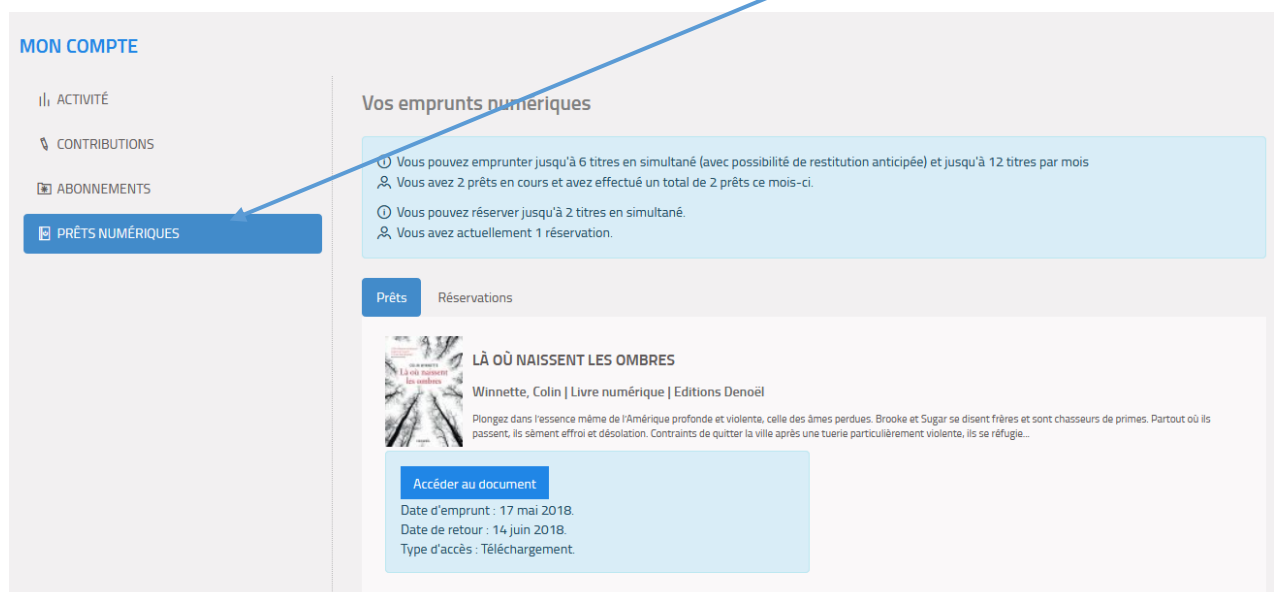 MON COMPTE
ACTIVITÉ
CONTRIBUTIONS
ABONNEMENTS
PRÊTS NUMÉRIQUES
Vos emprunts numériques
Vous pouvez emprunter jusqu'à 6 titres en simultané (avec possibilité de restitution anticipée) et jusqu'à 12 titres par mois
Vous avez 2 prêts en cours et avez effectué un total de 2 prêts ce mois-ci.
Vous pouvez réserver jusqu'à 2 titres en simultané.
Vous avez actuellement 1 réservation.
Prêts Réservations
Là où naissent
les ombres
LÀ OÙ NAISSENT LES OMBRES
Winnette, Colin | Livre numérique | Editions Denoël
Plongez dans l'essence même de l'Amérique profonde et violente, celle des âmes perdues. Brooke et Sugar se disent frères et sont chasseurs de primes. Partout où ils
passent, ils sèment effroi et désolation. Contraints de quitter la ville après une tuerie particulièrement violente, ils se réfugie...
Accéder au document
Date d'emprunt : 17 mai 2018.
Date de retour : 14 juin 2018.
Type d'accès : Téléchargement.